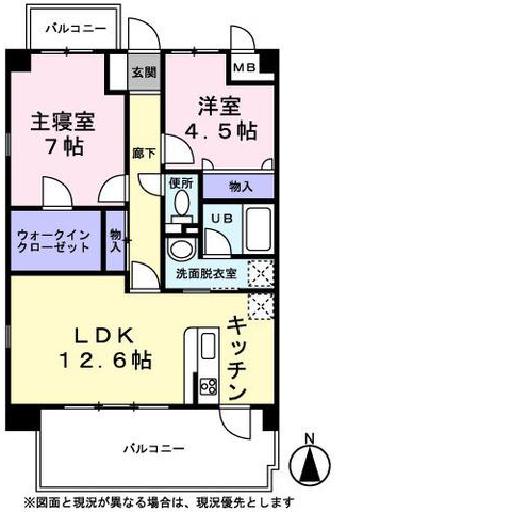 バルコニー
玄関
MB
主寝室
7帖
洋室
4.5帖
廊下
便所
物入
ウォークイン
クローゼット
物入
UB
洗面脱衣室
LDK
12.6帖
キッチン
バルコニー
N
※図面と現況が異なる場合は、現況優先とします